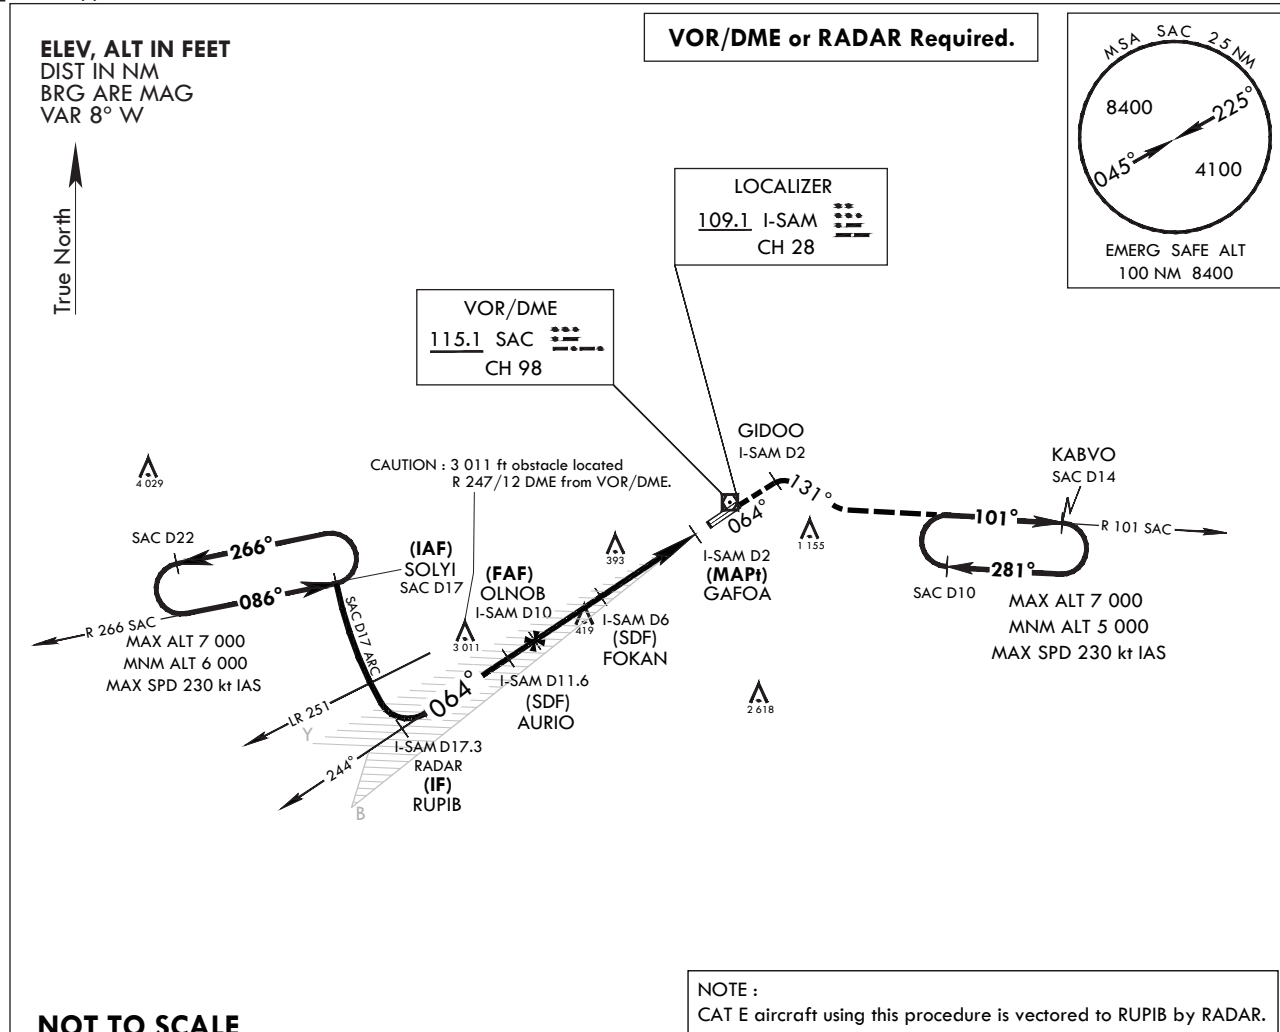 ELEV, ALT IN FEET
DIST IN NM
BRG ARE MAG
VAR 8° W
True North
VOR/DME or RADAR Required.
MSA SAC 25 NM
8400
225°
045°
4100
EMERG SAFE ALT
100 NM 8400
LOCALIZER
109.1 I-SAM
CH 28
VOR/DME
115.1 SAC
CH 98
GIDOO
I-SAM D2
131°
064°
KABVO
SAC D14
101°
R 101 SAC
281°
SAC D10
MAX ALT 7 000
MNM ALT 5 000
MAX SPD 230 kt IAS
1 155
4 029
CAUTION : 3 011 ft obstacle located
R 247/12 DME from VOR/DME.
SAC D22
266°
086°
R 266 SAC
MAX ALT 7 000
MNM ALT 6 000
MAX SPD 230 kt IAS
(IAF)
SOLYI
SAC D17
SAC D17 ARC
(FAF)
OLNOB
I-SAM D10
393
I-SAM D2
(MAPt)
GAFOA
419
I-SAM D6
(SDF)
FOKAN
3 011
I-SAM D11.6
(SDF)
AURIO
2 618
064°
LR 251
Y
244°
I-SAM D17.3
RADAR
(IF)
RUPIB
B
NOTE :
CAT E aircraft using this procedure is vectored to RUPIB by RADAR.
NOT TO SCALE